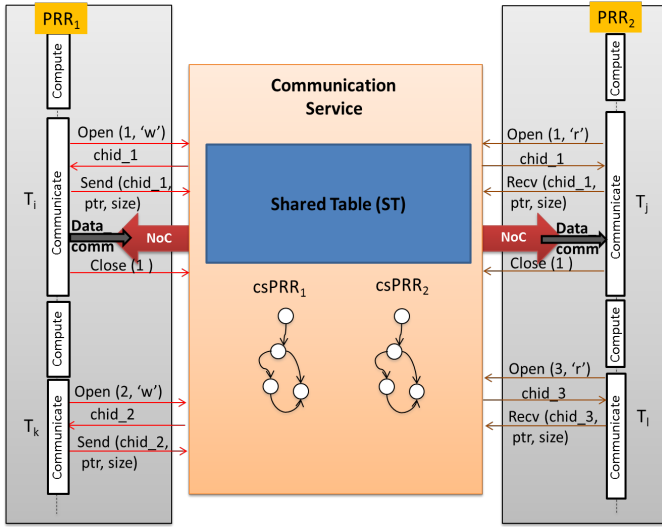 PRR1
Compute
Communicate
Ti
Open (1, ‘w’)
chid_1
Send (chid_1,
ptr, size)
Data_
comm
NoC
Close (1 )
Compute
Communicate
Tk
Open (2, ‘w’)
chid_2
Send (chid_2,
ptr, size)
Communication
Service
Shared Table (ST)
csPRR1
csPRR2
PRR2
Compute
Communicate
Tj
Open (1, ‘r’)
chid_1
Recv (chid_1,
ptr, size)
NoC
Data_
comm
Close (1 )
Compute
Communicate
Tl
Open (3, ‘r’)
chid_3
Recv (chid_3,
ptr, size)